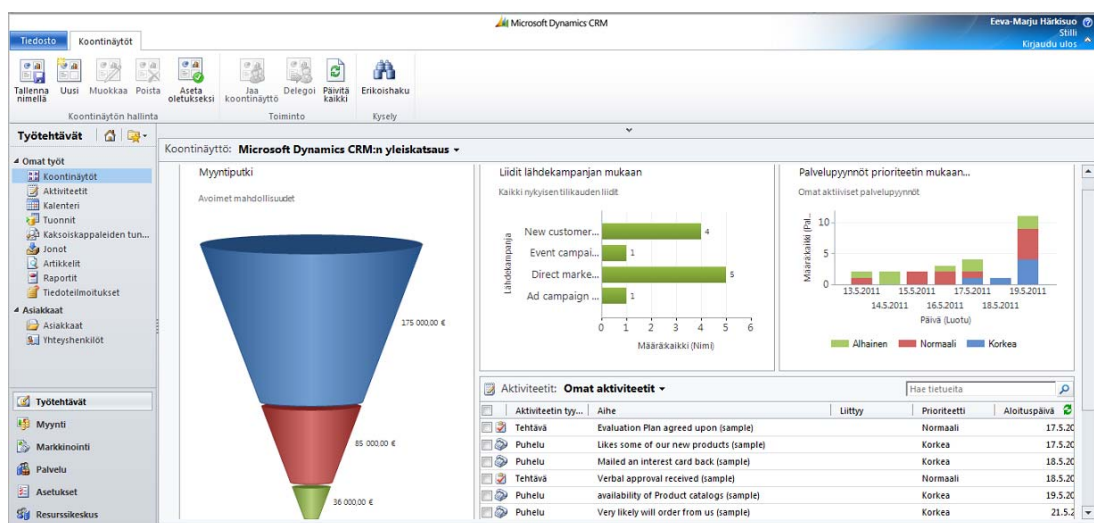 Microsoft Dynamics CRM
Eeva-Marju Härkisuo
Stilli
Kirjaudu ulos
Tiedosto
Koontinäytöt
Tallenna nimellä
Uusi
Muokkaa
Poista
Aseta oletukseksi
Jaa koontinäyttö
Delegoi
Päivitä kaikki
Erikoishaku
Koontinäytön hallinta
Toiminto
Kysely
Työtehtävät
Omat työt
Koontinäytöt
Aktiviteetit
Kalenteri
Tuonnit
Kaksoiskappaleiden tun...
Jonot
Artikkelit
Raportit
Tiedoteilmoitukset
Asiakkaat
Asiakkaat
Yhteyshenkilöt
Työtehtävät
Myynti
Markkinointi
Palvelu
Asetukset
Resurssikeskus
Koontinäyttö: Microsoft Dynamics CRM:n yleiskatsaus
Myyntiputki
Avoimet mahdollisuudet
175 000,00 €
85 000,00 €
36 000,00 €
Liidit lähdekampanjan mukaan
Kaikki nykyisen tilikauden liidit
Lähdekampanja
New customer... 4
Event campai... 1
Direct marke... 5
Ad campaign ... 1
0 1 2 3 4 5 6
Määräkaikki (Nimi)
Palvelupyynnöt prioriteetin mukaan...
Omat aktiiviset palvelupyynnöt
Määräkaikki (Pal...
10
5
0
13.5.2011 15.5.2011 17.5.2011 19.5.2011
14.5.2011 16.5.2011 18.5.2011
Päivä (Luotu)
Alhainen Normaali Korkea
Aktiviteetit: Omat aktiviteetit
Hae tietueita
Aktiviteetin tyy... Aihe Liittyy Prioriteetti Aloituspäivä
Tehtävä Evaluation Plan agreed upon (sample) Normaali 17.5.20
Puhelu Likes some of our new products (sample) Korkea 17.5.20
Puhelu Mailed an interest card back (sample) Korkea 18.5.20
Tehtävä Verbal approval received (sample) Normaali 18.5.20
Puhelu availability of Product catalogs (sample) Korkea 19.5.20
Puhelu Very likely will order from us (sample) Korkea 21.5.2